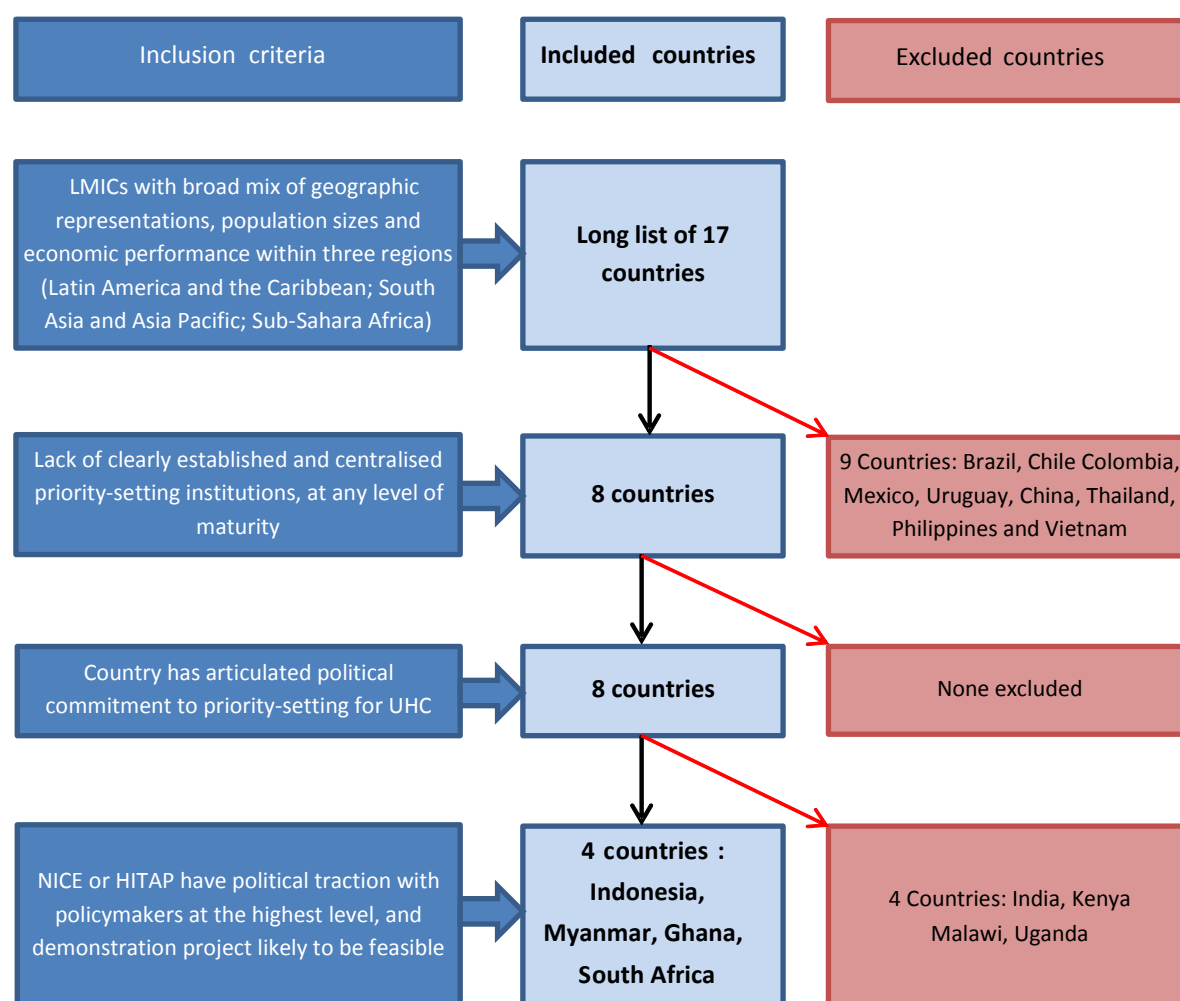 Inclusion criteria
Included countries
Excluded countries
LMICs with broad mix of geographic
representations, population sizes and
economic performance within three regions
(Latin America and the Caribbean; South
Asia and Asia Pacific; Sub-Sahara Africa)
Long list of 17
countries
Lack of clearly established and centralised
priority-setting institutions, at any level of
maturity
8 countries
9 Countries: Brazil, Chile Colombia,
Mexico, Uruguay, China, Thailand,
Philippines and Vietnam
Country has articulated political
commitment to priority-setting for UHC
8 countries
None excluded
NICE or HITAP have political traction with
policymakers at the highest level, and
demonstration project likely to be feasible
4 countries :
Indonesia,
Myanmar, Ghana,
South Africa
4 Countries: India, Kenya
Malawi, Uganda